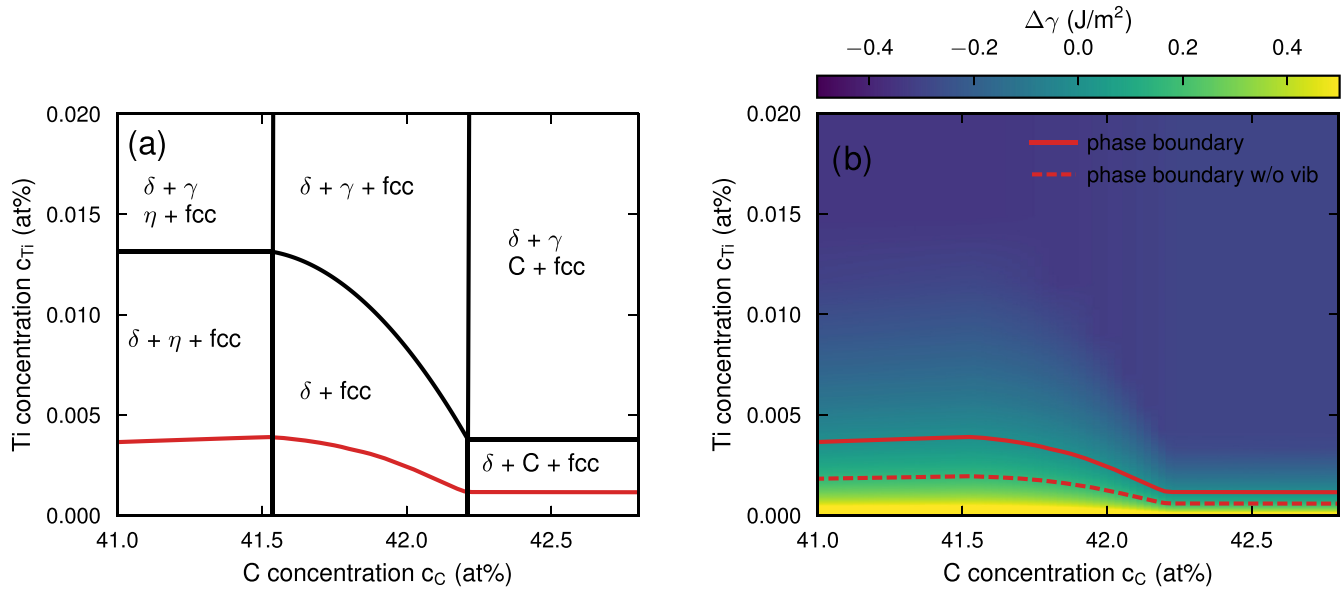 (a)
δ + γ
η + fcc
δ + γ + fcc
δ + γ
C + fcc
δ + η + fcc
δ + fcc
δ + C + fcc
0.020
0.015
0.010
0.005
0.000
Ti concentration c_Ti (at%)
41.0 41.5 42.0 42.5
C concentration c_C (at%)
Δγ (J/m²)
−0.4 −0.2 0.0 0.2 0.4
(b)
phase boundary
phase boundary w/o vib
0.020
0.015
0.010
0.005
0.000
Ti concentration c_Ti (at%)
41.0 41.5 42.0 42.5
C concentration c_C (at%)